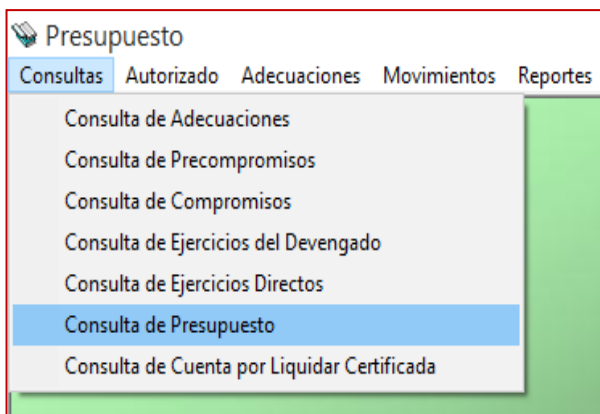 Presupuesto
Consultas Autorizado Adecuaciones Movimientos Reportes
Consulta de Adecuaciones
Consulta de Precompromisos
Consulta de Compromisos
Consulta de Ejercicios del Devengado
Consulta de Ejercicios Directos
Consulta de Presupuesto
Consulta de Cuenta por Liquidar Certificada